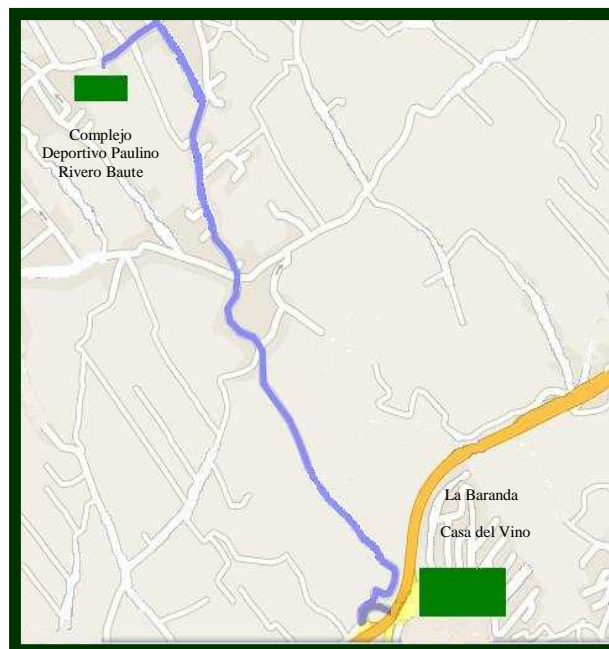 Complejo
Deportivo Paulino
Rivero Baute
La Baranda
Casa del Vino